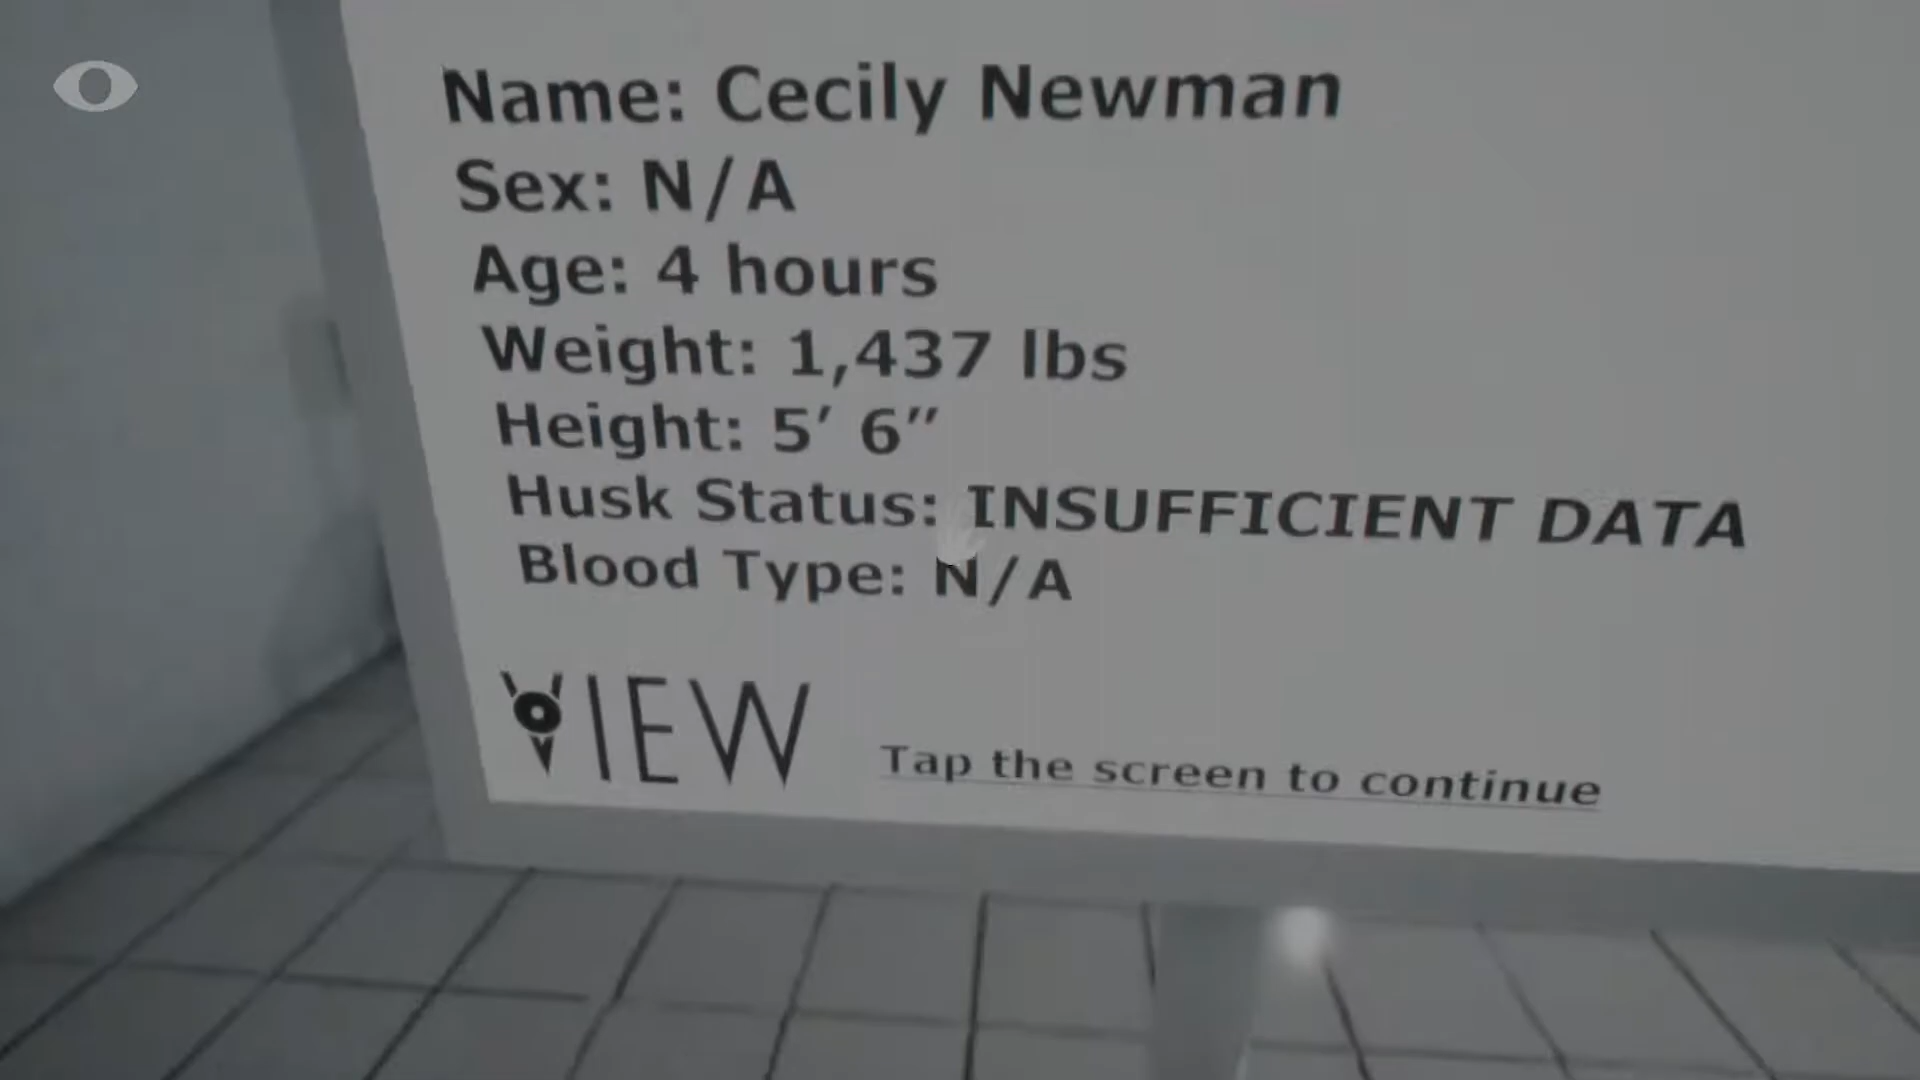 Name: Cecily Newman
Sex: N/A
Age: 4 hours
Weight: 1,437 lbs
Height: 5′ 6″
Husk Status: INSUFFICIENT DATA
Blood Type: N/A
VIEW
Tap the screen to continue